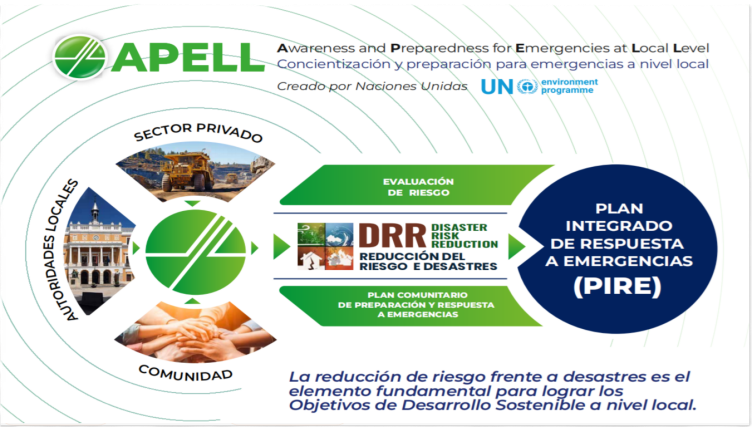 APELL
Awareness and Preparedness for Emergencies at Local Level
Concientización y preparación para emergencias a nivel local
Creado por Naciones Unidas
UN
environment
programme
SECTOR PRIVADO
AUTORIDADES LOCALES
COMUNIDAD
EVALUACIÓN
DE RIESGO
DRR
DISASTER
RISK
REDUCTION
REDUCCIÓN DEL
RIESGO E DESASTRES
PLAN COMUNITARIO
DE PREPARACIÓN Y RESPUESTA
A EMERGENCIAS
PLAN
INTEGRADO
DE RESPUESTA
A EMERGENCIAS
(PIRE)
La reducción de riesgo frente a desastres es el
elemento fundamental para lograr los
Objetivos de Desarrollo Sostenible a nivel local.